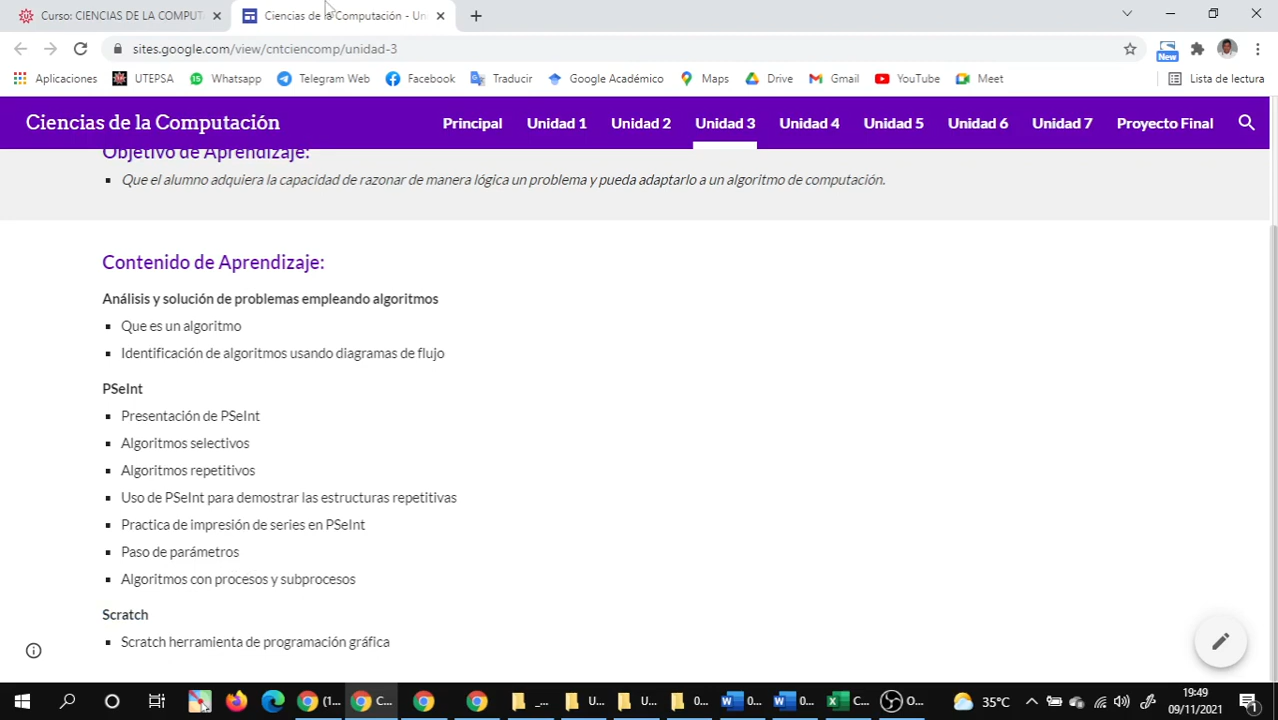 Curso: CIENCIAS DE LA COMPUT
Ciencias de la Computación - Un
sites.google.com/view/cntciencomp/unidad-3
New
Aplicaciones
UTEPSA
Whatsapp
Telegram Web
Facebook
Traducir
Google Académico
Maps
Drive
Gmail
YouTube
Meet
Lista de lectura
Ciencias de la Computación
Principal
Unidad 1
Unidad 2
Unidad 3
Unidad 4
Unidad 5
Unidad 6
Unidad 7
Proyecto Final
Objetivo de Aprendizaje:
Que el alumno adquiera la capacidad de razonar de manera lógica un problema y pueda adaptarlo a un algoritmo de computación.
Contenido de Aprendizaje:
Análisis y solución de problemas empleando algoritmos
Que es un algoritmo
Identificación de algoritmos usando diagramas de flujo
PSeInt
Presentación de PSeInt
Algoritmos selectivos
Algoritmos repetitivos
Uso de PSeInt para demostrar las estructuras repetitivas
Practica de impresión de series en PSeInt
Paso de parámetros
Algoritmos con procesos y subprocesos
Scratch
Scratch herramienta de programación gráfica
(1...
C...
_...
U...
U...
0...
0...
0...
C...
O...
35°C
19:49
09/11/2021
1